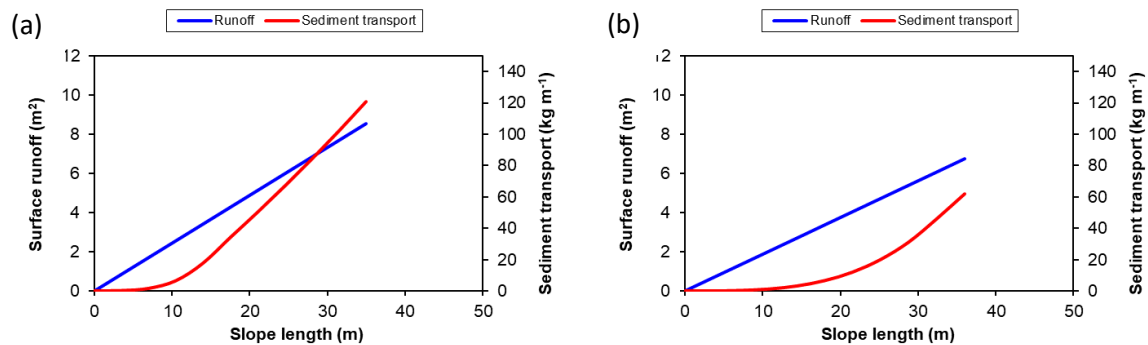 (a)
Runoff Sediment transport
12
10
8
6
4
2
0
Surface runoff (m²)
140
120
100
80
60
40
20
0
Sediment transport (kg m⁻¹)
0 10 20 30 40 50
Slope length (m)
(b)
Runoff Sediment transport
12
10
8
6
4
2
0
Surface runoff (m²)
140
120
100
80
60
40
20
0
Sediment transport (kg m⁻¹)
0 10 20 30 40 50
Slope length (m)